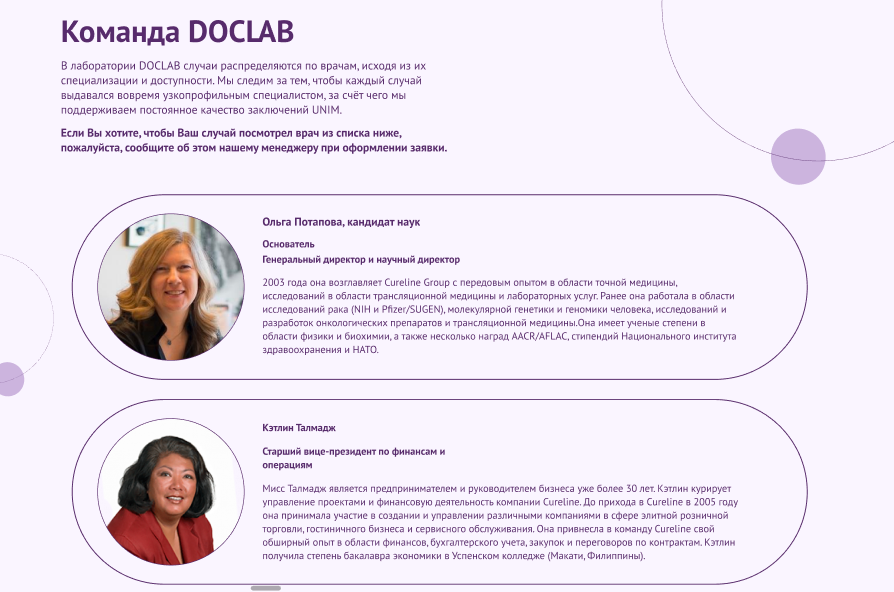 Команда DOCLAB
В лаборатории DOCLAB случаи распределяются по врачам, исходя из их
специализации и доступности. Мы следим за тем, чтобы каждый случай
выдавался вовремя узкопрофильным специалистом, за счёт чего мы
поддерживаем постоянное качество заключений UNIM.
Если Вы хотите, чтобы Ваш случай посмотрел врач из списка ниже,
пожалуйста, сообщите об этом нашему менеджеру при оформлении заявки.
Ольга Потапова, кандидат наук
Основатель
Генеральный директор и научный директор
2003 года она возглавляет Cureline Group с передовым опытом в области точной медицины,
исследований в области трансляционной медицины и лабораторных услуг. Ранее она работала в области
исследований рака (NIH и Pfizer/SUGEN), молекулярной генетики и геномики человека, исследований и
разработок онкологических препаратов и трансляционной медицины.Она имеет ученые степени в
области физики и биохимии, а также несколько наград AACR/AFLAC, стипендий Национального института
здравоохранения и НАТО.
Кэтлин Талмадж
Старший вице-президент по финансам и
операциям
Мисс Талмадж является предпринимателем и руководителем бизнеса уже более 30 лет. Кэтлин курирует
управление проектами и финансовую деятельность компании Cureline. До прихода в Cureline в 2005 году
она принимала участие в создании и управлении различными компаниями в сфере элитной розничной
торговли, гостиничного бизнеса и сервисного обслуживания. Она привнесла в команду Cureline свой
обширный опыт в области финансов, бухгалтерского учета, закупок и переговоров по контрактам. Кэтлин
получила степень бакалавра экономики в Успенском колледже (Макати, Филиппины).